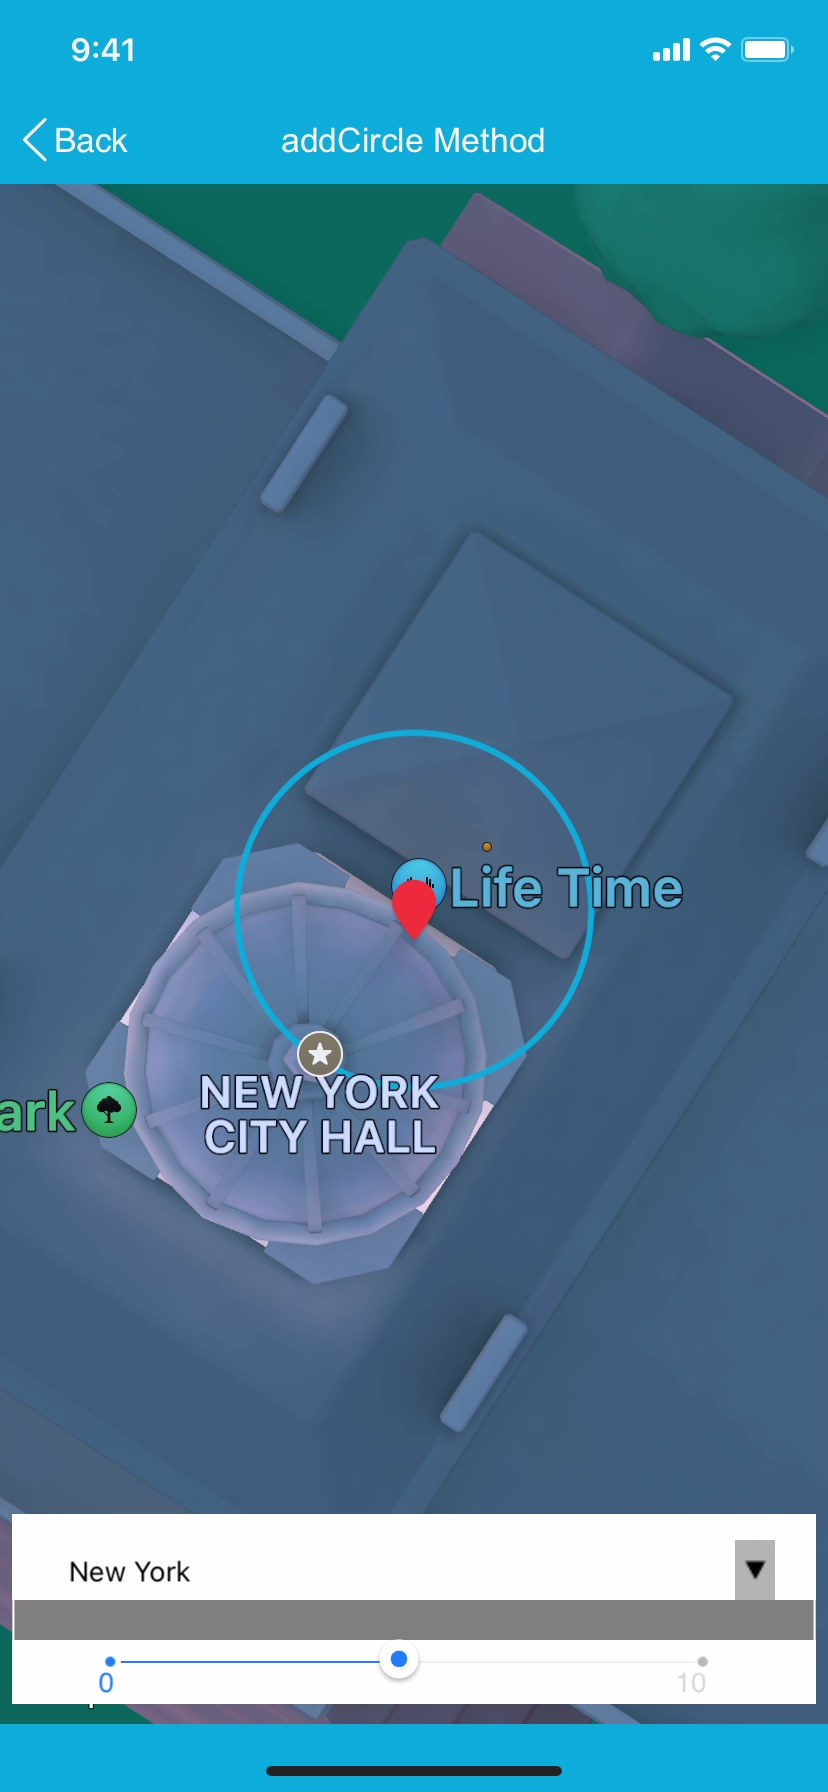 9:41
Back
addCircle Method
Life Time
ark
NEW YORK
CITY HALL
New York
0
10